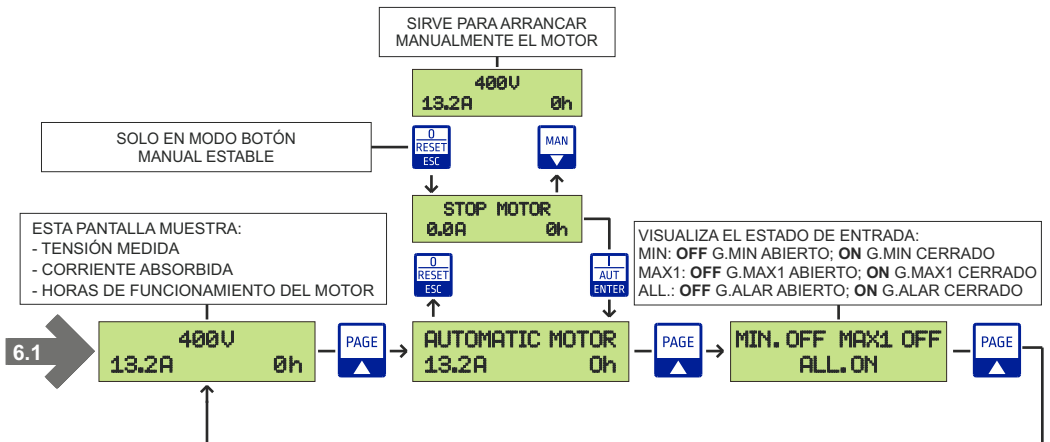 SIRVE PARA ARRANCAR
MANUALMENTE EL MOTOR
400V
13.2A 0h
SOLO EN MODO BOTÓN
MANUAL ESTABLE
0
RESET
ESC
MAN
STOP MOTOR
0.0A 0h
ESTA PANTALLA MUESTRA:
- TENSIÓN MEDIDA
- CORRIENTE ABSORBIDA
- HORAS DE FUNCIONAMIENTO DEL MOTOR
0
RESET
ESC
I
AUT
ENTER
VISUALIZA EL ESTADO DE ENTRADA:
MIN: OFF G.MIN ABIERTO; ON G.MIN CERRADO
MAX1: OFF G.MAX1 ABIERTO; ON G.MAX1 CERRADO
ALL.: OFF G.ALAR ABIERTO; ON G.ALAR CERRADO
6.1
400V
13.2A 0h
PAGE
AUTOMATIC MOTOR
13.2A 0h
PAGE
MIN.OFF MAX1 OFF
ALL.ON
PAGE